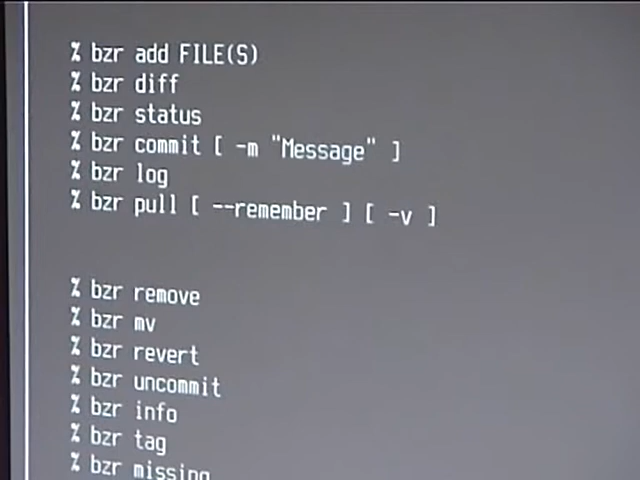 % bzr add FILE(S)
% bzr diff
% bzr status
% bzr commit [ -m "Message" ]
% bzr log
% bzr pull [ --remember ] [ -v ]
% bzr remove
% bzr mv
% bzr revert
% bzr uncommit
% bzr info
% bzr tag
% bzr missing